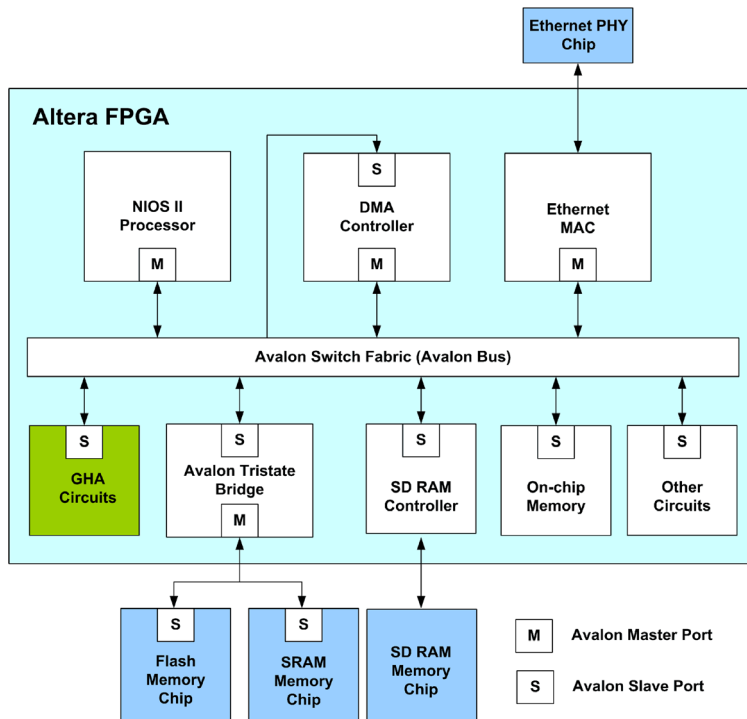 Ethernet PHY
Chip
Altera FPGA
NIOS II
Processor
M
S
DMA
Controller
M
Ethernet
MAC
M
Avalon Switch Fabric (Avalon Bus)
S
GHA
Circuits
S
Avalon Tristate
Bridge
M
S
SD RAM
Controller
S
On-chip
Memory
S
Other
Circuits
S
Flash
Memory
Chip
S
SRAM
Memory
Chip
SD RAM
Memory
Chip
M Avalon Master Port
S Avalon Slave Port